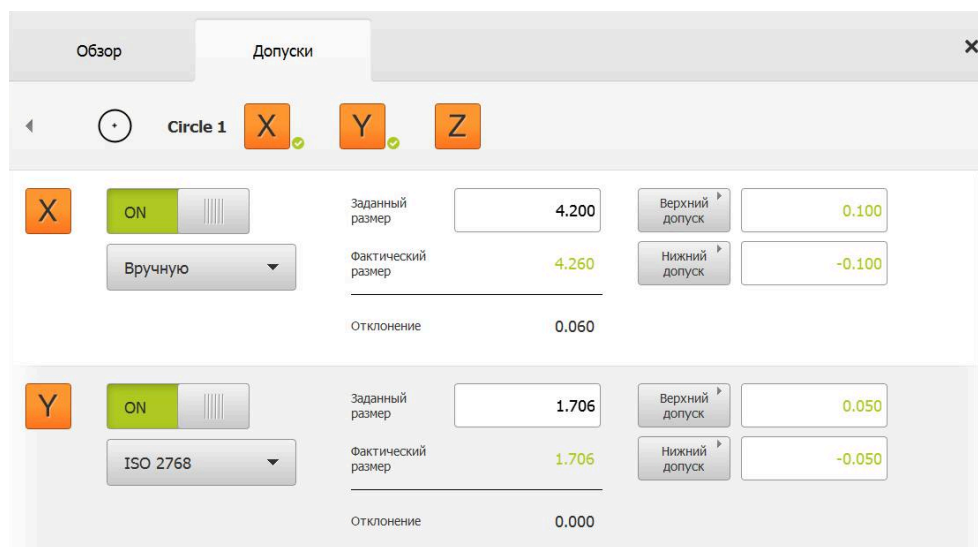 Обзор
Допуски
Circle 1 X Y Z
X ON
Заданный размер 4.200
Верхний допуск 0.100
Вручную
Фактический размер 4.260
Нижний допуск -0.100
Отклонение 0.060
Y ON
Заданный размер 1.706
Верхний допуск 0.050
ISO 2768
Фактический размер 1.706
Нижний допуск -0.050
Отклонение 0.000